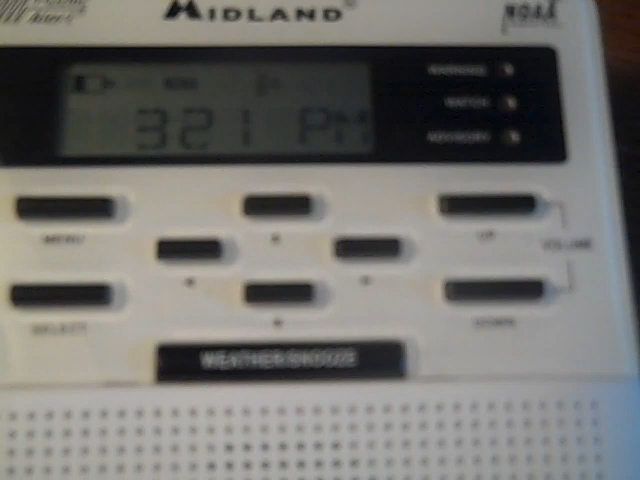 MIDLAND
NOAA
WARNING
WATCH
ADVISORY
3 21 PM
MENU
UP
VOLUME
SELECT
DOWN
WEATHER/SNOOZE